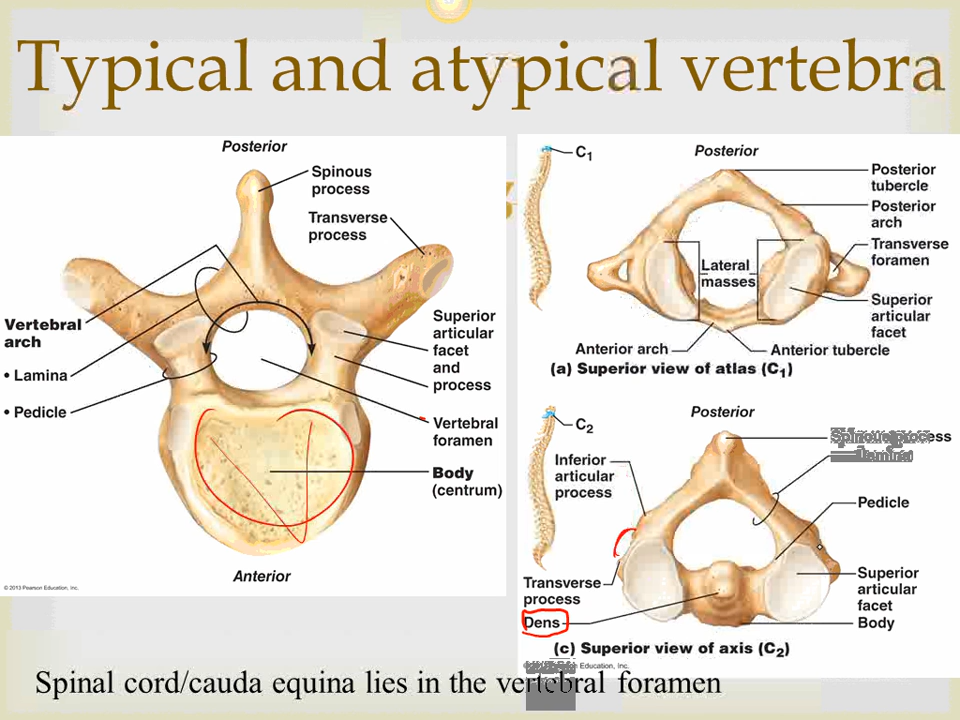 Typical and atypical vertebra
Posterior
Spinous
process
Transverse
process
Vertebral
arch
• Lamina
• Pedicle
Superior
articular
facet
and
process
Vertebral
foramen
Body
(centrum)
Anterior
© 2013 Pearson Education, Inc.
C1
Posterior
Posterior
tubercle
Posterior
arch
Transverse
foramen
Lateral
masses
Superior
articular
facet
Anterior arch
Anterior tubercle
(a) Superior view of atlas (C1)
C2
Posterior
Spinous process
Inferior
articular
process
Pedicle
Transverse
process
Superior
articular
facet
Dens
Body
(c) Superior view of axis (C2)
Education, Inc.
Spinal cord/cauda equina lies in the vertebral foramen